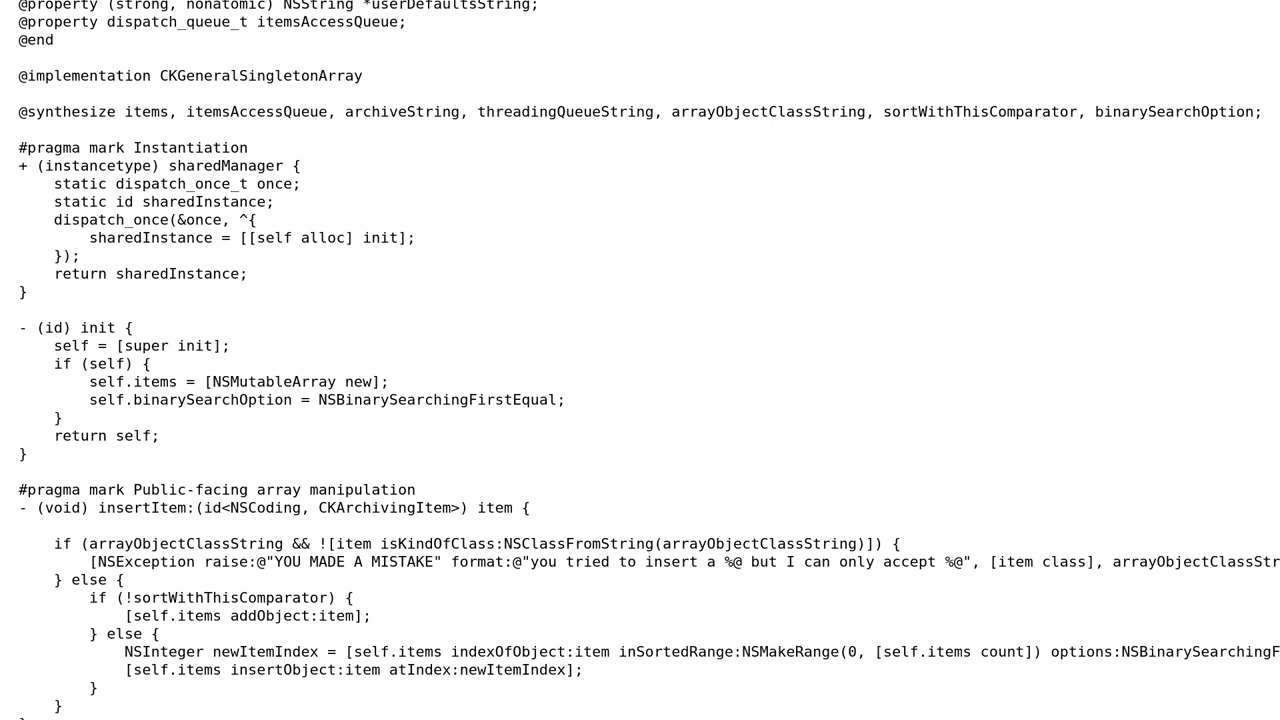 @property (strong, nonatomic) NSString *userDefaultsString;
@property dispatch_queue_t itemsAccessQueue;
@end

@implementation CKGeneralSingletonArray

@synthesize items, itemsAccessQueue, archiveString, threadingQueueString, arrayObjectClassString, sortWithThisComparator, binarySearchOption;

#pragma mark Instantiation
+ (instancetype) sharedManager {
    static dispatch_once_t once;
    static id sharedInstance;
    dispatch_once(&once, ^{
        sharedInstance = [[self alloc] init];
    });
    return sharedInstance;
}

- (id) init {
    self = [super init];
    if (self) {
        self.items = [NSMutableArray new];
        self.binarySearchOption = NSBinarySearchingFirstEqual;
    }
    return self;
}

#pragma mark Public-facing array manipulation
- (void) insertItem:(id<NSCoding, CKArchivingItem>) item {

    if (arrayObjectClassString && ![item isKindOfClass:NSClassFromString(arrayObjectClassString)]) {
        [NSException raise:@"YOU MADE A MISTAKE" format:@"you tried to insert a %@ but I can only accept %@", [item class], arrayObjectClassStr
    } else {
        if (!sortWithThisComparator) {
            [self.items addObject:item];
        } else {
            NSInteger newItemIndex = [self.items indexOfObject:item inSortedRange:NSMakeRange(0, [self.items count]) options:NSBinarySearchingF
            [self.items insertObject:item atIndex:newItemIndex];
        }
    }